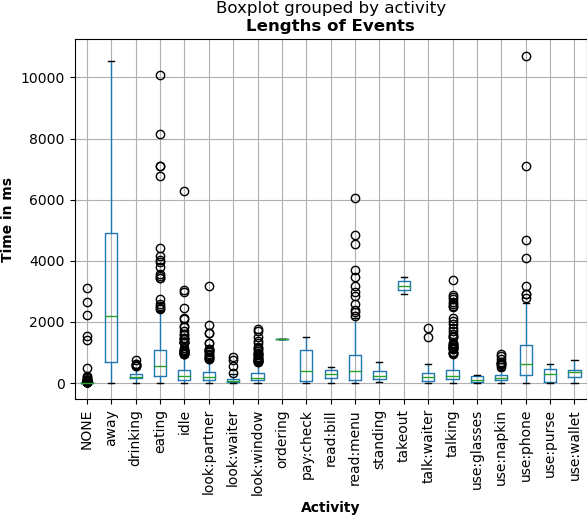 Boxplot grouped by activity
Lengths of Events
Time in ms
10000
8000
6000
4000
2000
0
NONE
away
drinking
eating
idle
look:partner
look:waiter
look:window
ordering
pay:check
read:bill
read:menu
standing
takeout
talk:waiter
talking
use:glasses
use:napkin
use:phone
use:purse
use:wallet
Activity